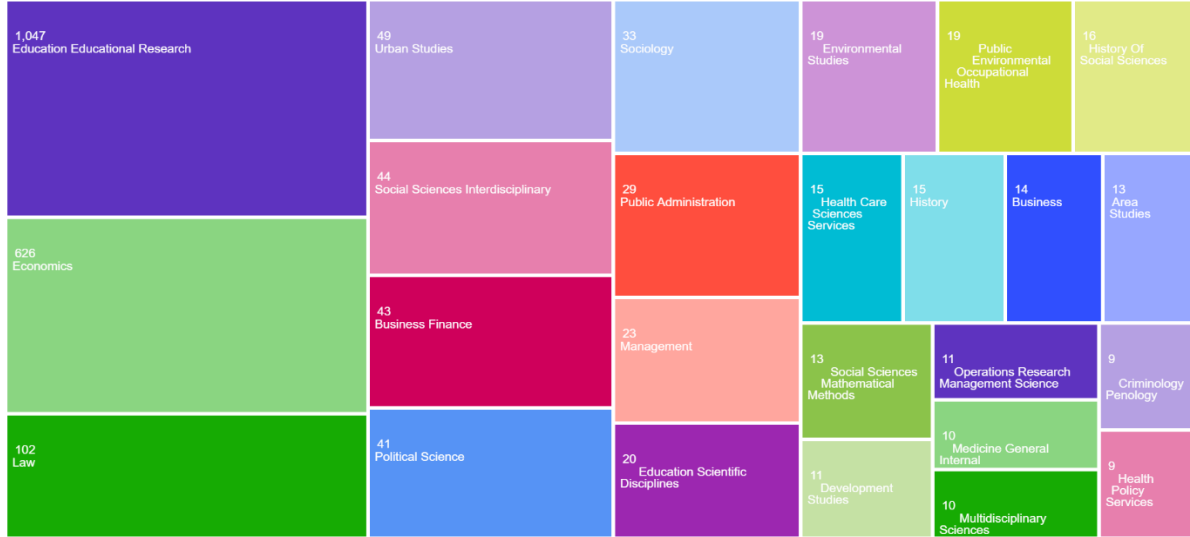 1,047
Education Educational Research
626
Economics
102
Law
49
Urban Studies
44
Social Sciences Interdisciplinary
43
Business Finance
41
Political Science
33
Sociology
29
Public Administration
23
Management
20
Education Scientific
Disciplines
19
Environmental
Studies
19
Public
Environmental
Occupational
Health
16
History Of
Social Sciences
15
Health Care
Sciences
Services
15
History
14
Business
13
Area
Studies
13
Social Sciences
Mathematical
Methods
11
Development
Studies
11
Operations Research
Management Science
10
Medicine General
Internal
10
Multidisciplinary
Sciences
9
Criminology
Penology
9
Health
Policy
Services